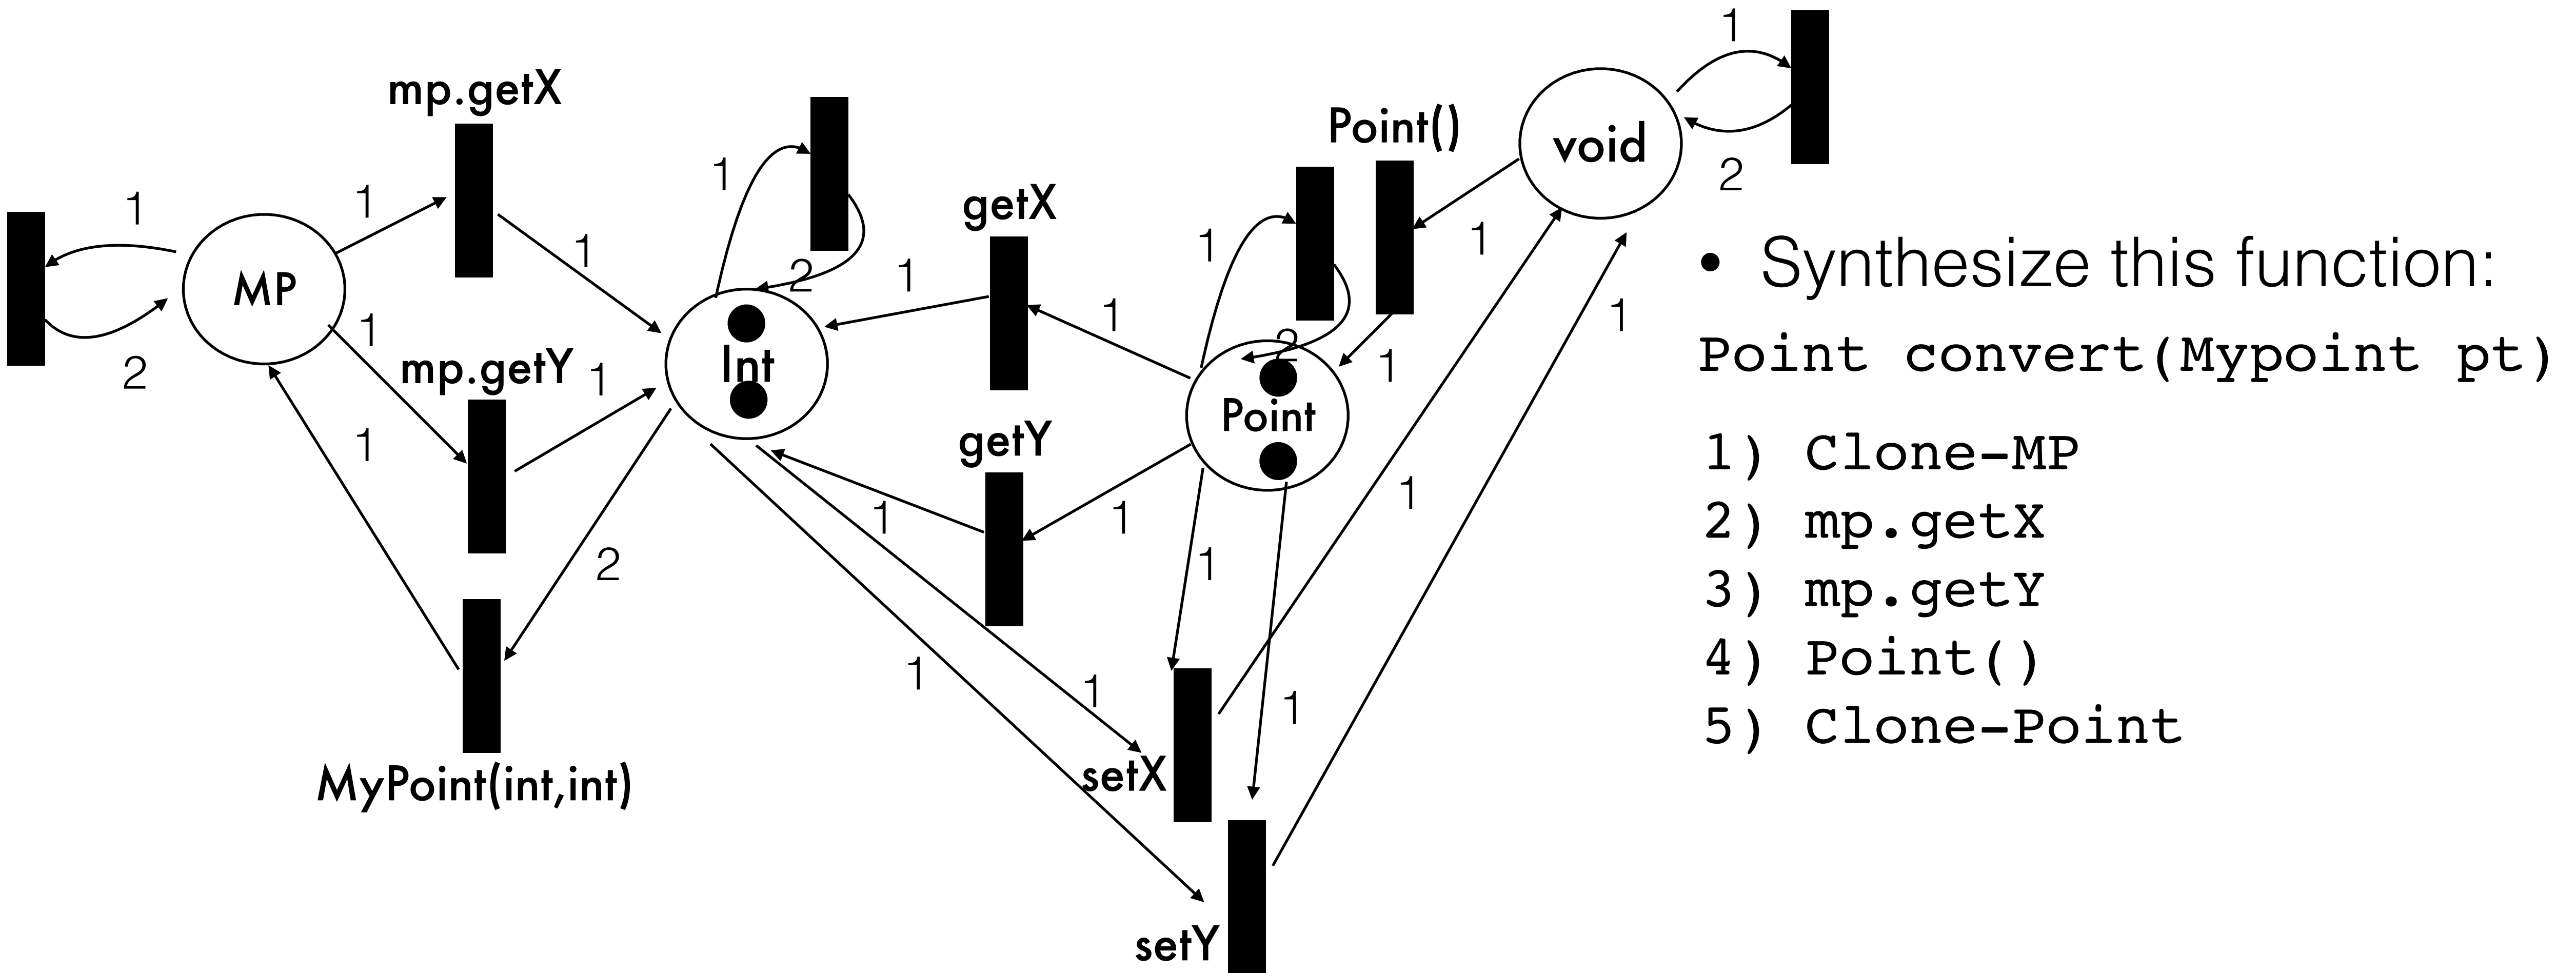 1
mp.getX
Point()
void
1
1
1
getX
1
2
1
1
1
1
MP
2
1
1
1
• Synthesize this function:
1
2
mp.getY
1
Int
2
1
Point convert(Mypoint pt)
Point
1
getY
1) Clone-MP
1
1
1
2) mp.getX
2
1
3) mp.getY
1
1
1
4) Point()
MyPoint(int,int)
setX
5) Clone-Point
setY